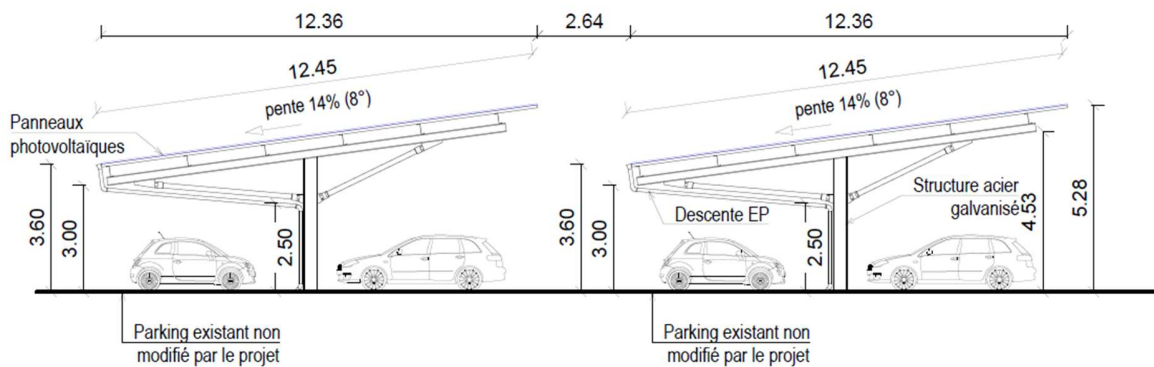 12.36
2.64
12.36
12.45
12.45
pente 14% (8°)
pente 14% (8°)
Panneaux
photovoltaïques
Structure acier
galvanisé
Descente EP
3.60
3.00
2.50
3.60
3.00
2.50
4.53
5.28
Parking existant non
modifié par le projet
Parking existant non
modifié par le projet